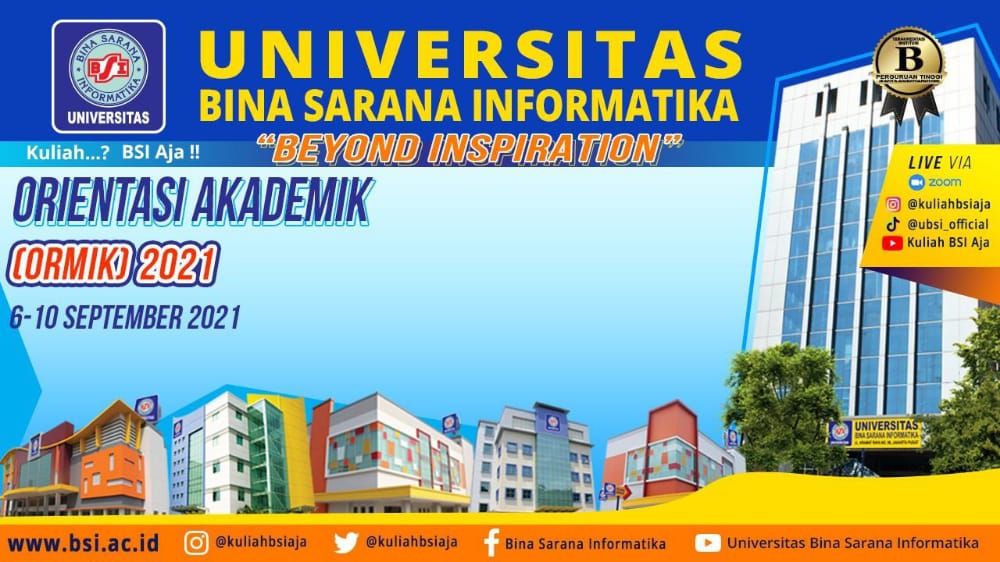 BINA SARANA
BSI
INFORMATIKA
UNIVERSITAS
UNIVERSITAS
BINA SARANA INFORMATIKA
"BEYOND INSPIRATION"
Kuliah...? BSI Aja !!
TERAKREDITASI
INSTITUSI
B
PERGURUAN TINGGI
ORIENTASI AKADEMIK
(ORMIK) 2021
6-10 SEPTEMBER 2021
LIVE VIA
zoom
@kuliahbsiaja
@ubsi_official
Kuliah BSI Aja
UNIVERSITAS
BINA SARANA INFORMATIKA
www.bsi.ac.id
@kuliahbsiaja
@kuliahbsiaja
Bina Sarana Informatika
Universitas Bina Sarana Informatika